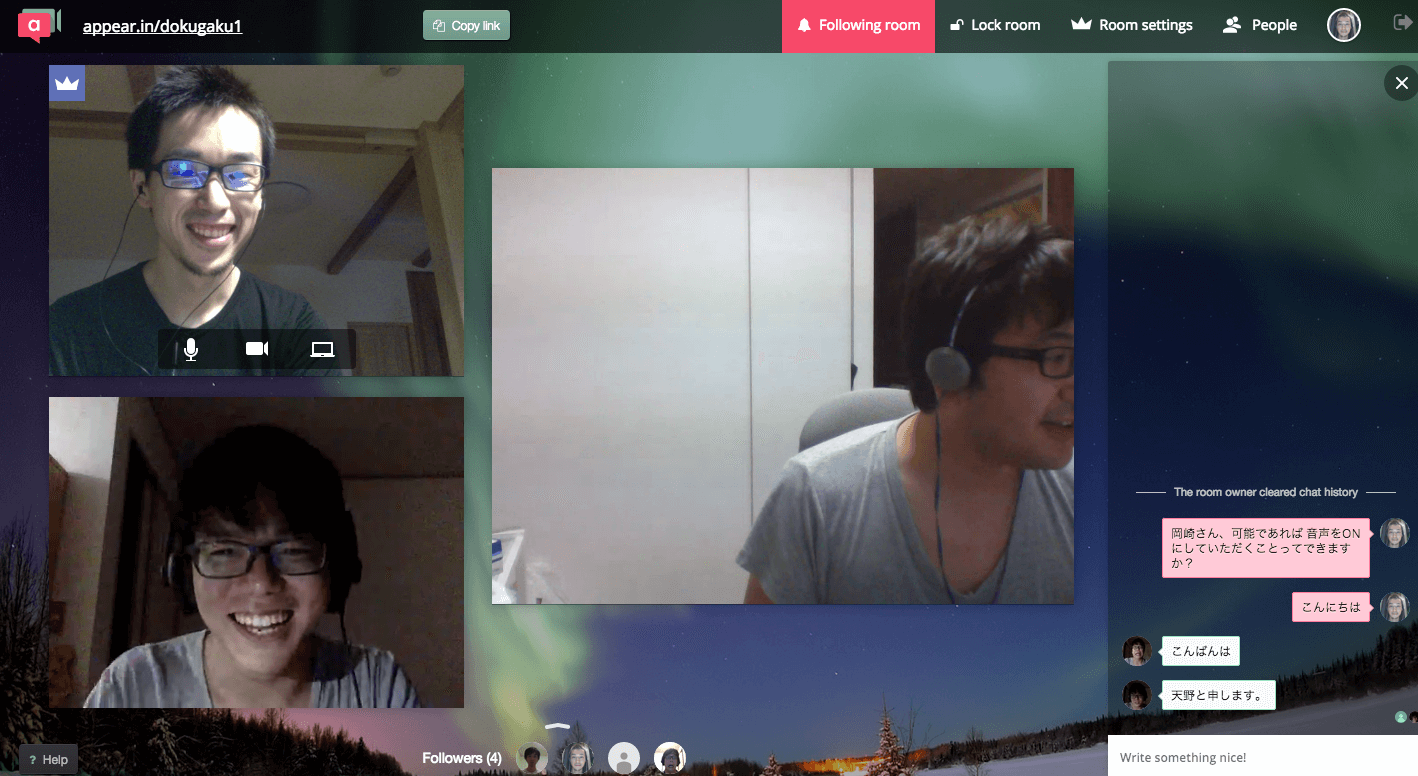 a
appear.in/dokugaku1
Copy link
Following room
Lock room
Room settings
People
The room owner cleared chat history
岡崎さん、可能であれば 音声をON
にしていただくことってできます
か？
こんにちは
こんばんは
天野と申します。
Write something nice!
Followers (4)
? Help